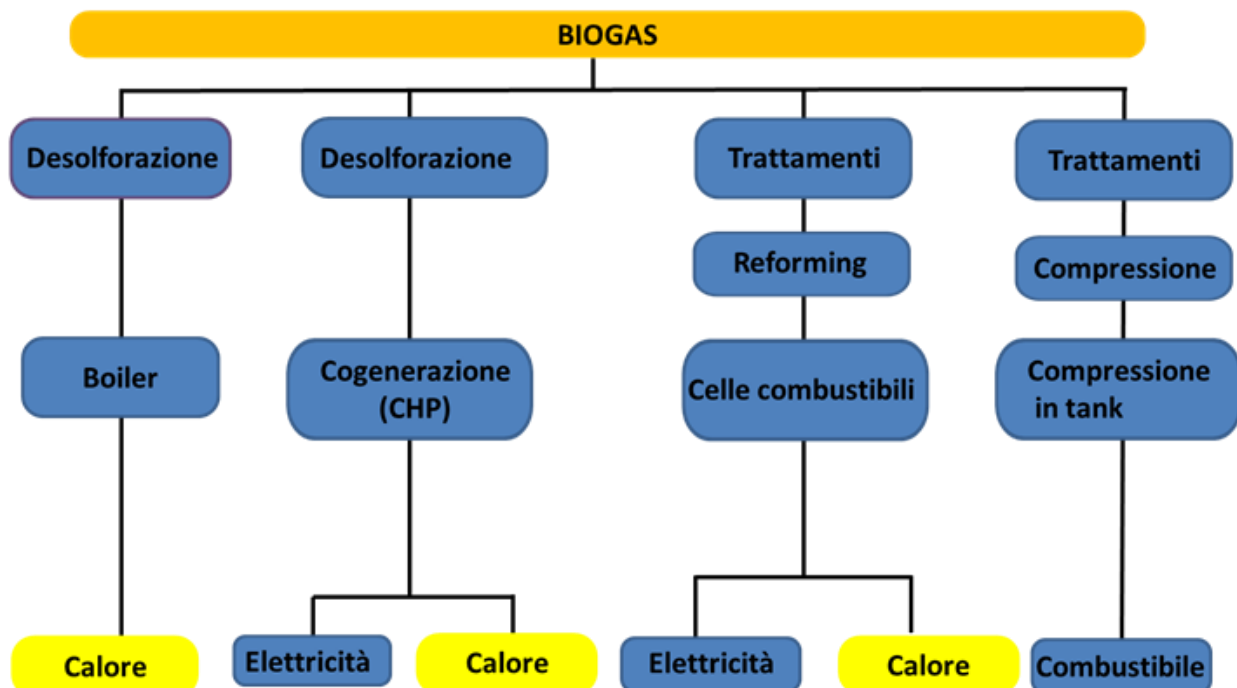 BIOGAS
Desolforazione
Desolforazione
Trattamenti
Trattamenti
Reforming
Compressione
Boiler
Cogenerazione
(CHP)
Celle combustibili
Compressione
in tank
Calore
Elettricità
Calore
Elettricità
Calore
Combustibile